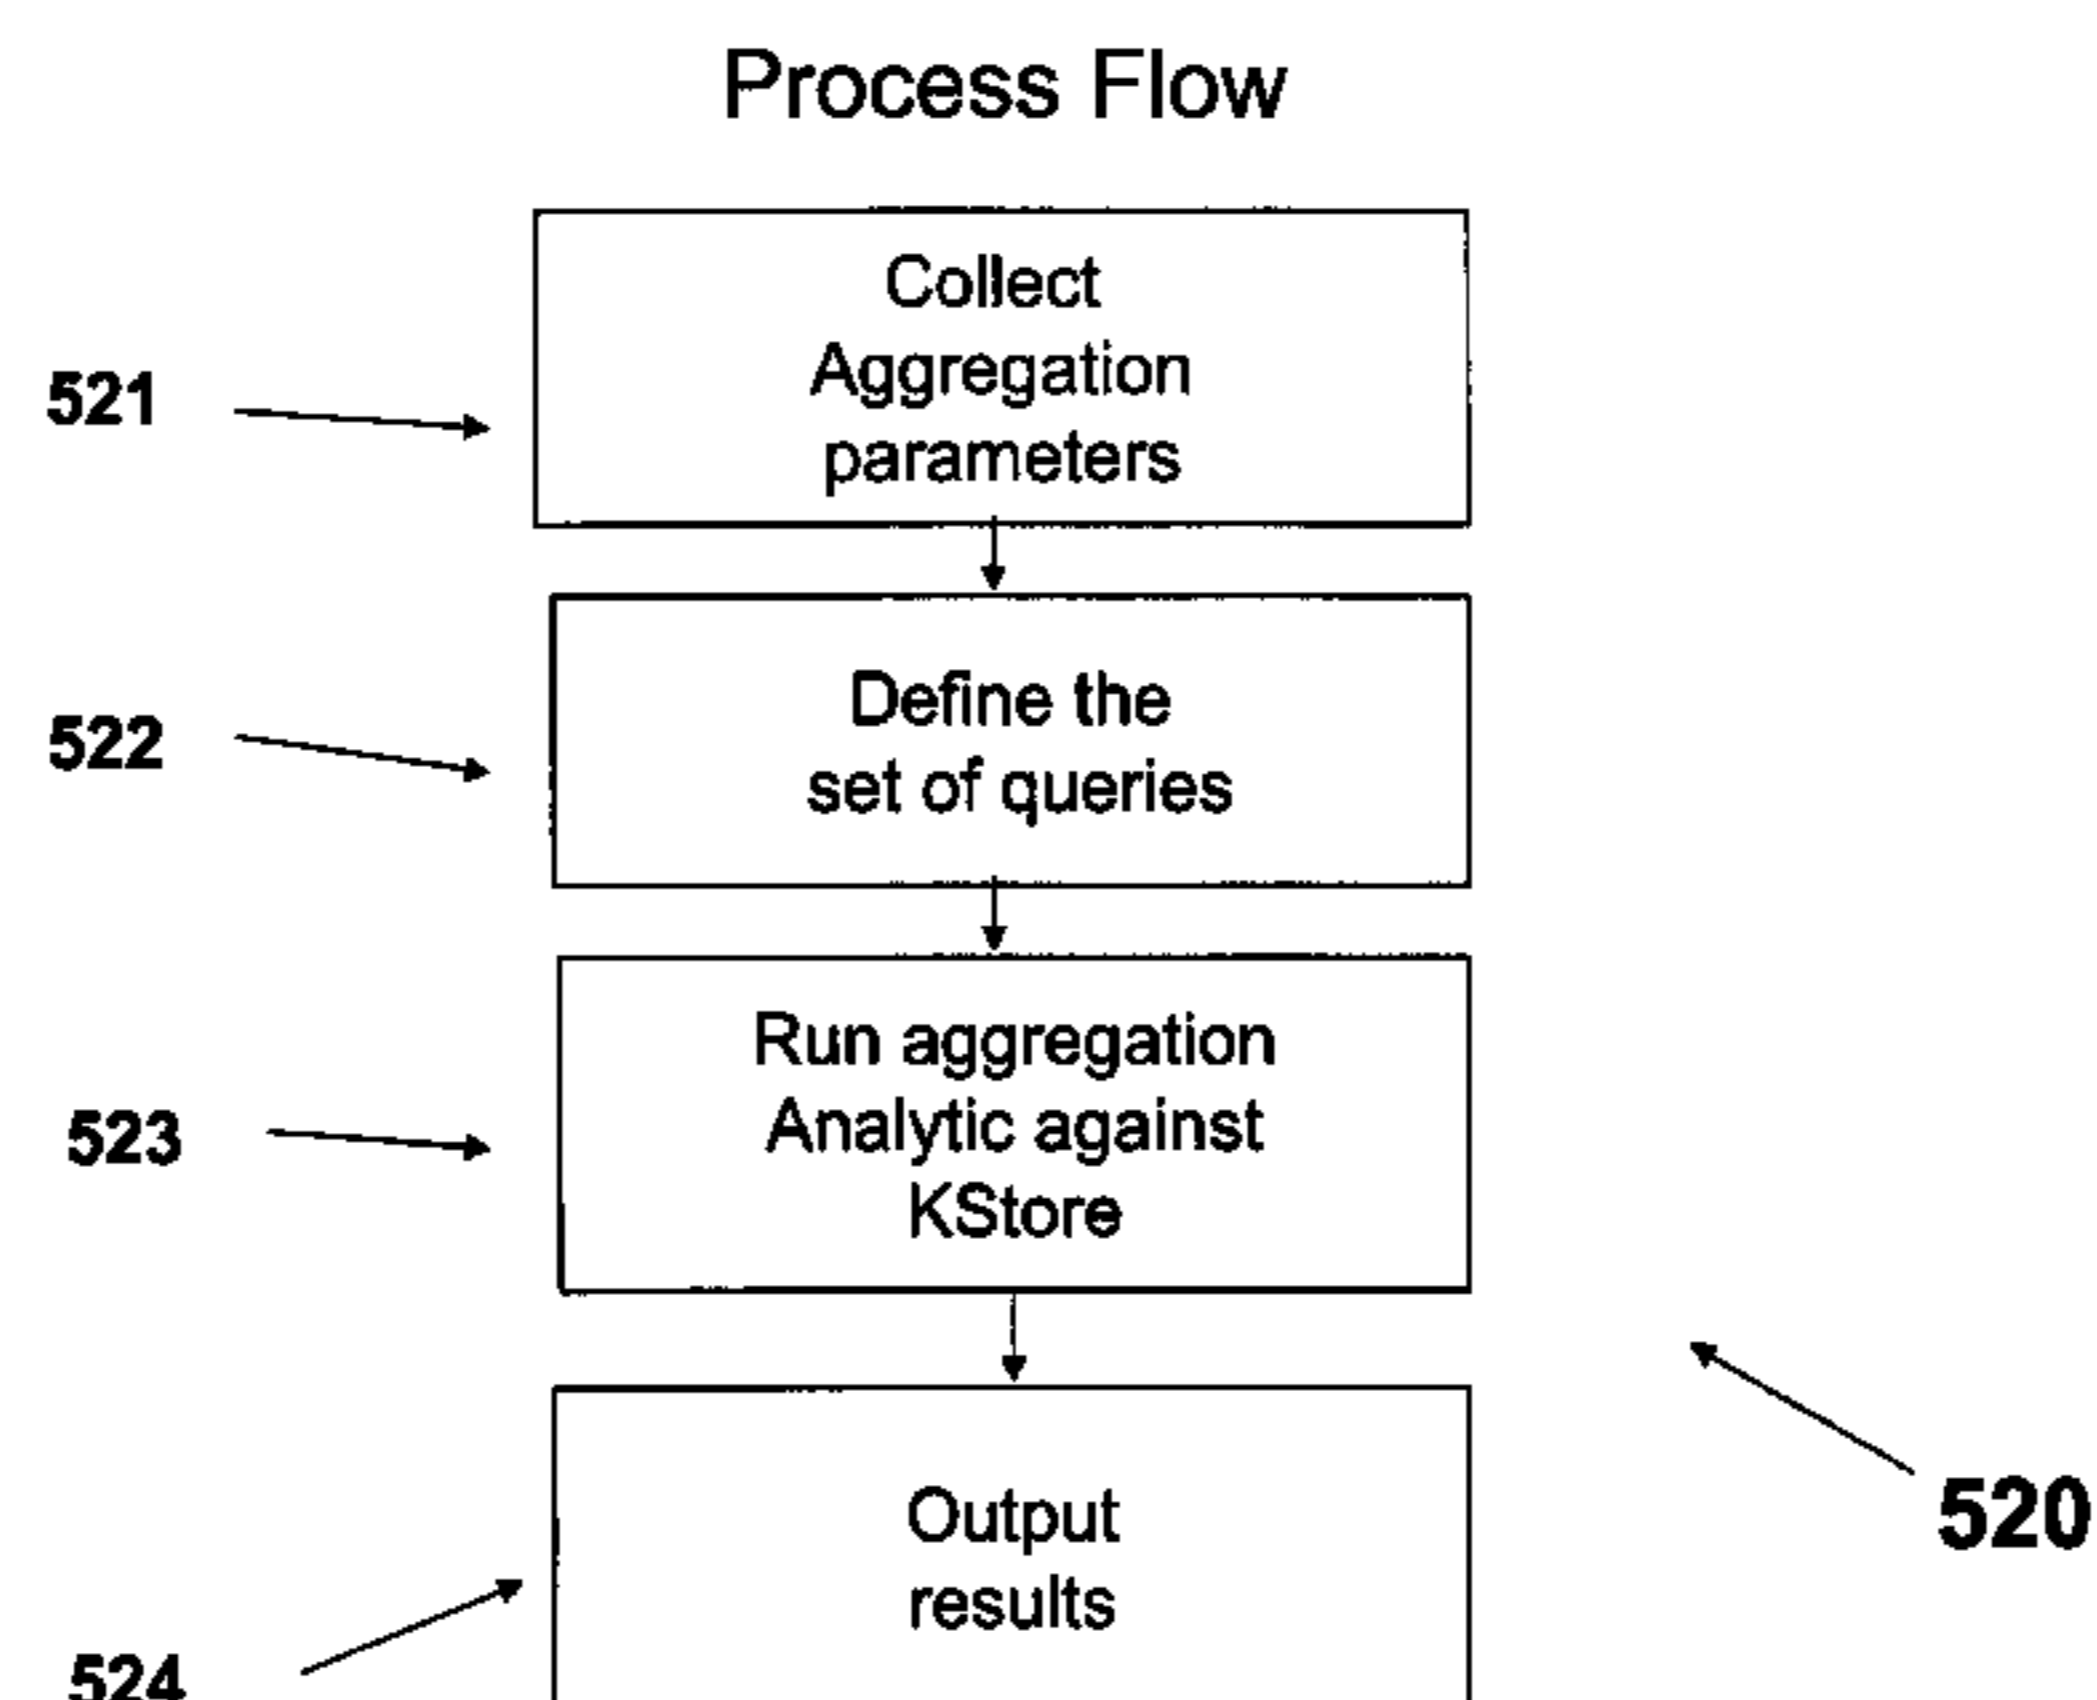 Process Flow
Collect
Aggregation
parameters
521
Define the
set of queries
522
Run aggregation
Analytic against
KStore
523
Output
results
520
524